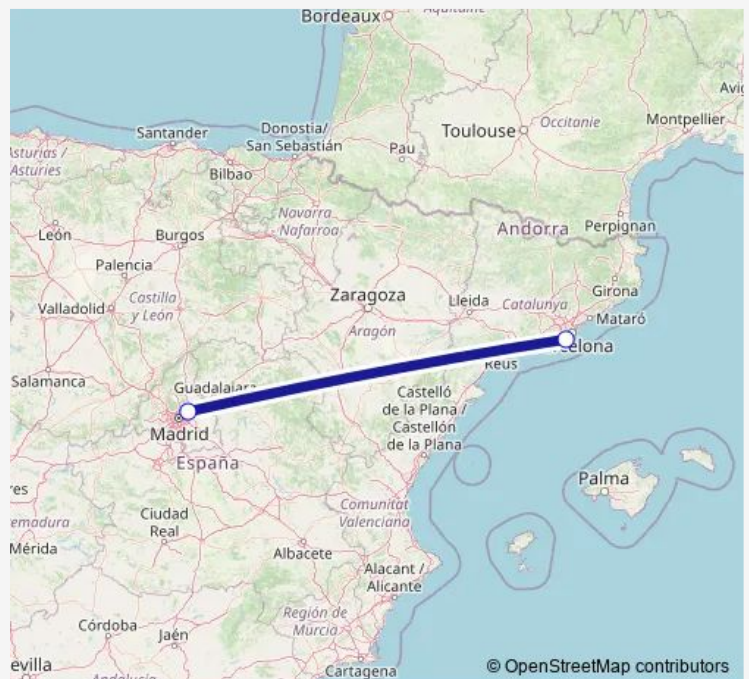 Bordeaux
Aquitaine
Santander
Donostia/
San Sebastián
Toulouse
Occitanie
Montpellier
Asturias /
Asturies
Bilbao
Pau
Navarra
Nafarroa
Andorra
Perpignan
León
Burgos
Palencia
Zaragoza
Lleida
Catalunya
Girona
Valladolid
Castilla
y León
Aragón
Mataró
Salamanca
Guadalajara
Reus
Castelló
de la Plana /
Castellón
de la Plana
Madrid
España
Palma
Ciudad
Real
Comunitat
Valenciana
Mérida
Albacete
Alacant /
Alicante
Región de
Murcia
Córdoba
Jaén
evilla
Andalucía
Cartagena
© OpenStreetMap contributors